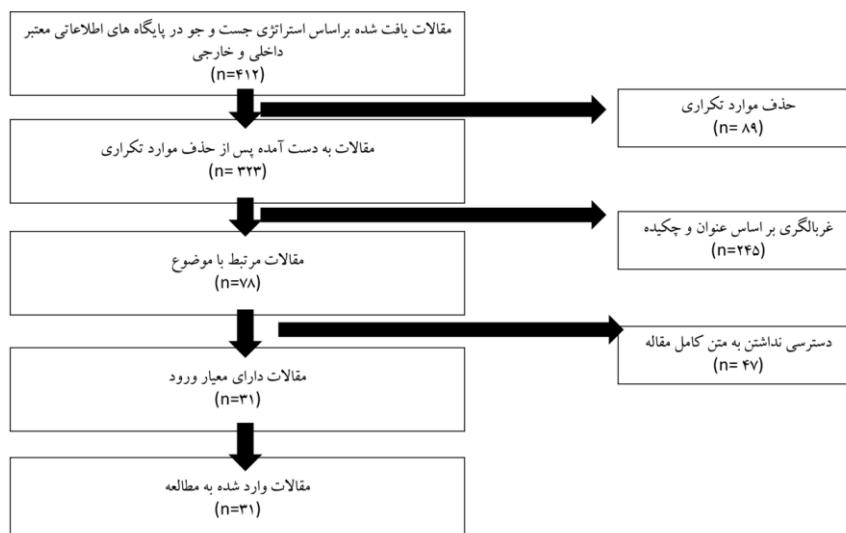 مقالات یافت شده براساس استراتژی جست و جو در پایگاه های اطلاعاتی معتبر
داخلی و خارجی
(n=۴۱۲)
حذف موارد تکراری
(n= ۸۹)
مقالات به دست آمده پس از حذف موارد تکراری
(n= ۳۲۳)
غربالگری بر اساس عنوان و چکیده
(n=۲۴۵)
مقالات مرتبط با موضوع
(n=۷۸)
دسترسی نداشتن به متن کامل مقاله
(n= ۴۷)
مقالات دارای معیار ورود
(n=۳۱)
مقالات وارد شده به مطالعه
(n=۳۱)